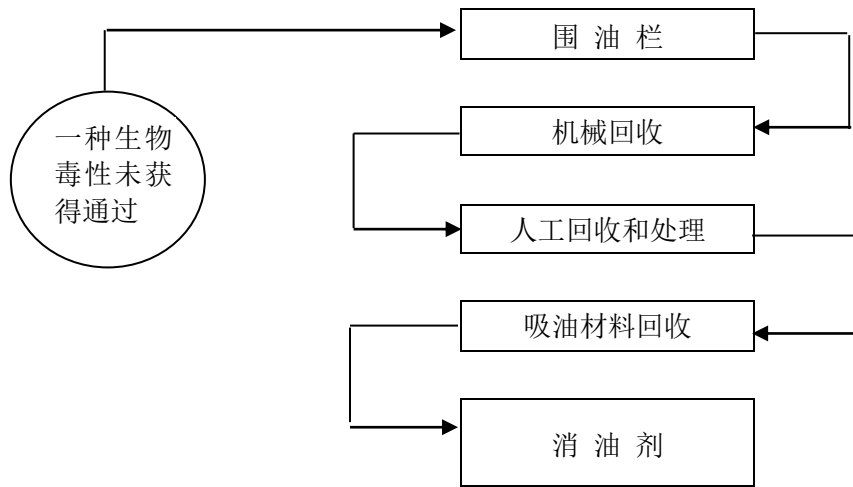 围油栏
一种生物
毒性未获
得通过
机械回收
人工回收和处理
吸油材料回收
消油剂